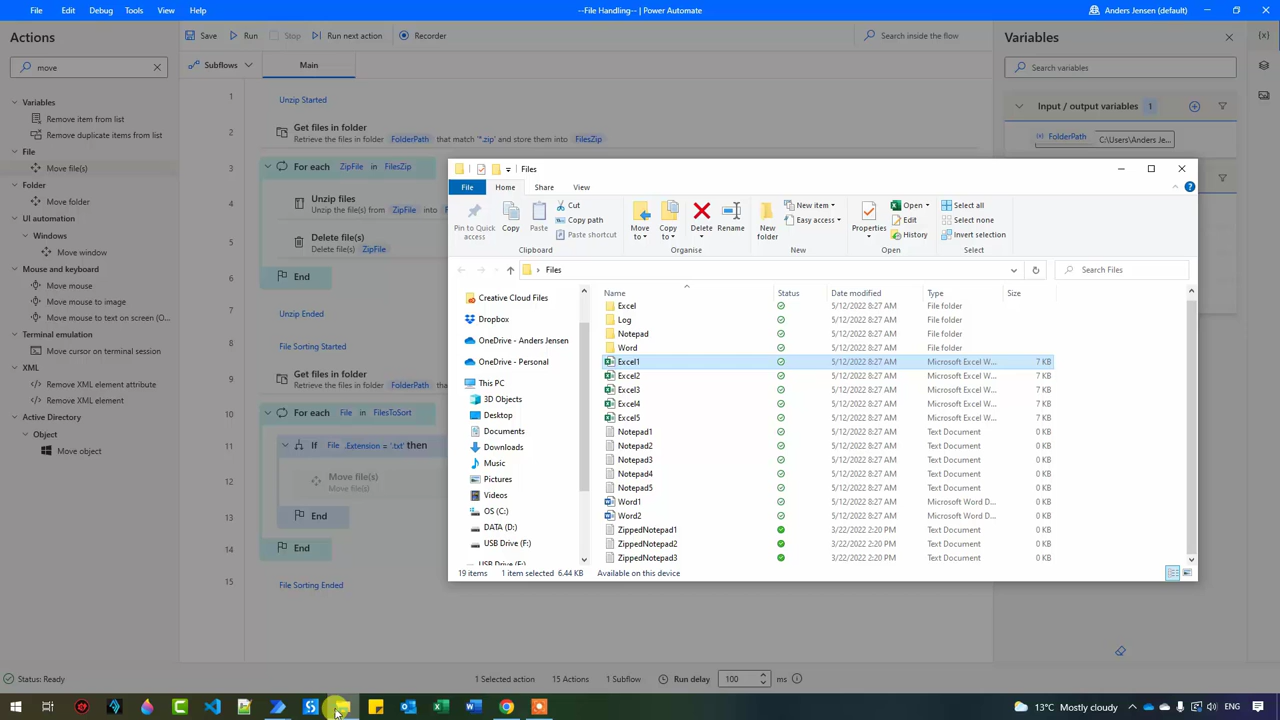 File Edit Debug Tools View Help --File Handling-- | Power Automate Anders Jensen (default)
Actions
move
Variables
Remove item from list
Remove duplicate items from list
File
Move file(s)
Folder
Move folder
UI automation
Windows
Move window
Mouse and keyboard
Move mouse
Move mouse to image
Move mouse to text on screen (O...
Terminal emulation
Move cursor on terminal session
XML
Remove XML element attribute
Remove XML element
Active Directory
Object
Move object
Save Run Stop Run next action Recorder Search inside the flow
Subflows Main
1 Unzip Started
2 Get files in folder
Retrieve the files in folder FolderPath that match '*.zip' and store them into FilesZip
3 For each ZipFile in FilesZip
4 Unzip files
Unzip the file(s) from ZipFile into
5 Delete file(s)
Delete file(s) ZipFile
6 End
7 Unzip Ended
8 File Sorting Started
9 Get files in folder
Retrieve the files in folder FolderPath
10 For each File in FilesToSort
11 If File .Extension = '.txt' then
12 Move file(s)
Move file(s)
13 End
14 End
15 File Sorting Ended
Variables
Search variables
Input / output variables 1
FolderPath C:\Users\Anders Je...
Files
File Home Share View
Pin to Quick access
Copy
Paste
Cut
Copy path
Paste shortcut
Clipboard
Move to
Copy to
Delete
Rename
Organise
New folder
New item
Easy access
New
Properties
Open
Edit
History
Open
Select all
Select none
Invert selection
Select
Files Search Files
Creative Cloud Files
Dropbox
OneDrive - Anders Jensen
OneDrive - Personal
This PC
3D Objects
Desktop
Documents
Downloads
Music
Pictures
Videos
OS (C:)
DATA (D:)
USB Drive (F:)
USB Drive (F:)
Name Status Date modified Type Size
Excel 5/12/2022 8:27 AM File folder
Log 5/12/2022 8:27 AM File folder
Notepad 5/12/2022 8:27 AM File folder
Word 5/12/2022 8:27 AM File folder
Excel1 5/12/2022 8:27 AM Microsoft Excel W... 7 KB
Excel2 5/12/2022 8:27 AM Microsoft Excel W... 7 KB
Excel3 5/12/2022 8:27 AM Microsoft Excel W... 7 KB
Excel4 5/12/2022 8:27 AM Microsoft Excel W... 7 KB
Excel5 5/12/2022 8:27 AM Microsoft Excel W... 7 KB
Notepad1 5/12/2022 8:27 AM Text Document 0 KB
Notepad2 5/12/2022 8:27 AM Text Document 0 KB
Notepad3 5/12/2022 8:27 AM Text Document 0 KB
Notepad4 5/12/2022 8:27 AM Text Document 0 KB
Notepad5 5/12/2022 8:27 AM Text Document 0 KB
Word1 5/12/2022 8:27 AM Microsoft Word D... 0 KB
Word2 5/12/2022 8:27 AM Microsoft Word D... 0 KB
ZippedNotepad1 3/22/2022 2:20 PM Text Document 0 KB
ZippedNotepad2 3/22/2022 2:20 PM Text Document 0 KB
ZippedNotepad3 3/22/2022 2:20 PM Text Document 0 KB
19 items 1 item selected 6.44 KB Available on this device
Status: Ready 1 Selected action 15 Actions 1 Subflow Run delay 100
13°C Mostly cloudy